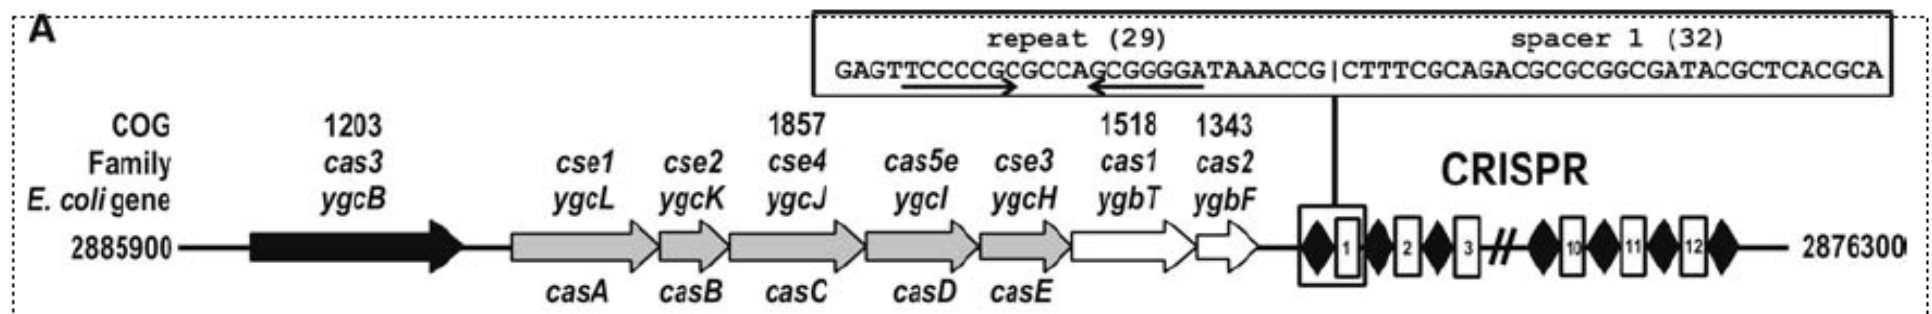 A
repeat (29) spacer 1 (32)
GAGTTCCCCGCGCCAGCGGGGATAAACCG|CTTTCGCAGACGCGCGGCGATACGCTCACGCA
COG 1203 1857 1518 1343
Family cas3 cse1 cse2 cse4 cas5e cse3 cas1 cas2 CRISPR
E. coli gene ygcB ygcL ygcK ygcJ ygcI ygcH ygbT ygbF
2885900 1 2 3 // 10 11 12 2876300
casA casB casC casD casE